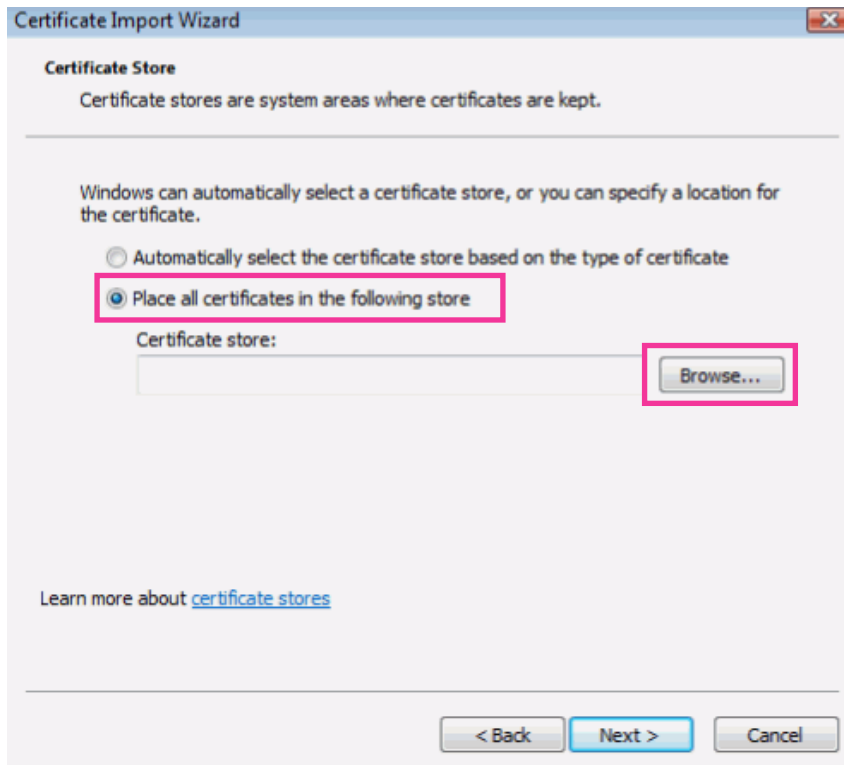 Certificate Import Wizard
Certificate Store
Certificate stores are system areas where certificates are kept.
Windows can automatically select a certificate store, or you can specify a location for
the certificate.
Automatically select the certificate store based on the type of certificate
Place all certificates in the following store
Certificate store:
Browse...
Learn more about certificate stores
< Back Next > Cancel